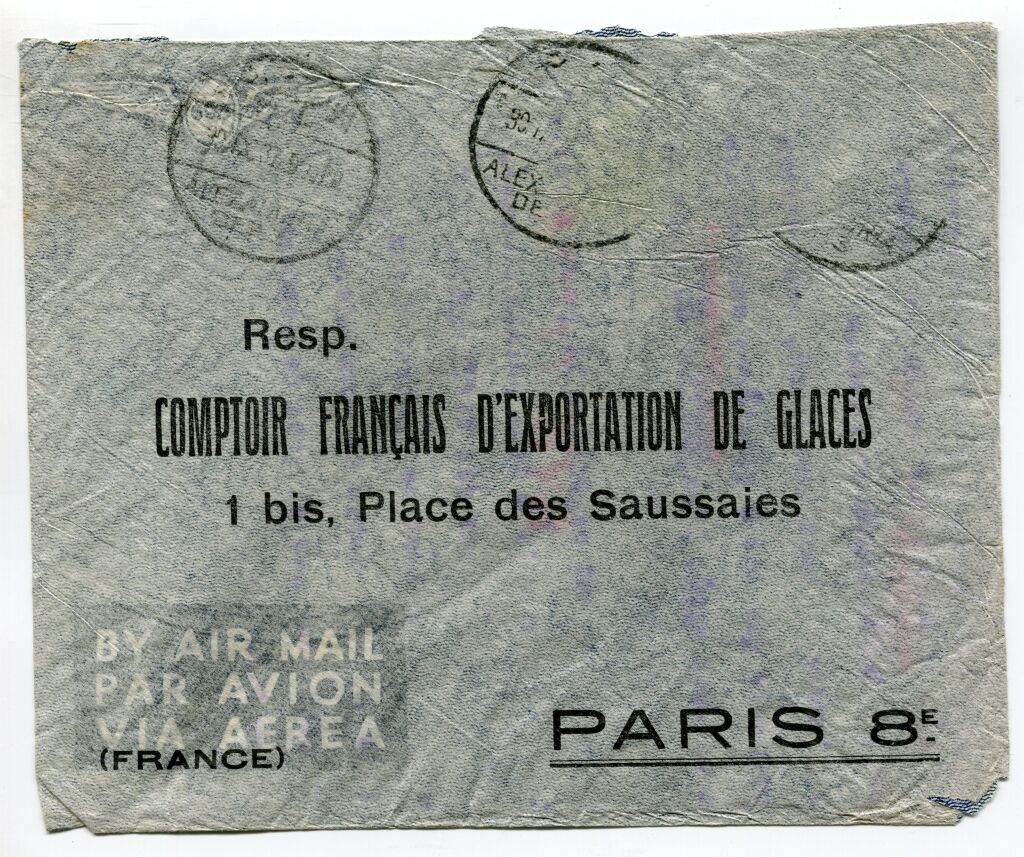 ALEX
DE
Resp.
COMPTOIR FRANÇAIS D'EXPORTATION DE GLACES
1 bis, Place des Saussaies
BY AIR MAIL
PAR AVION
VIA AEREA
(FRANCE)
PARIS 8E.